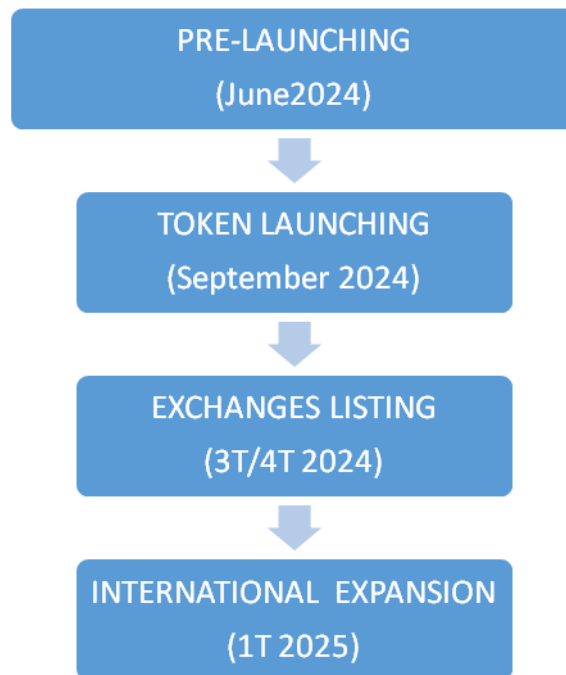 PRE-LAUNCHING
(June2024)
TOKEN LAUNCHING
(September 2024)
EXCHANGES LISTING
(3T/4T 2024)
INTERNATIONAL EXPANSION
(1T 2025)